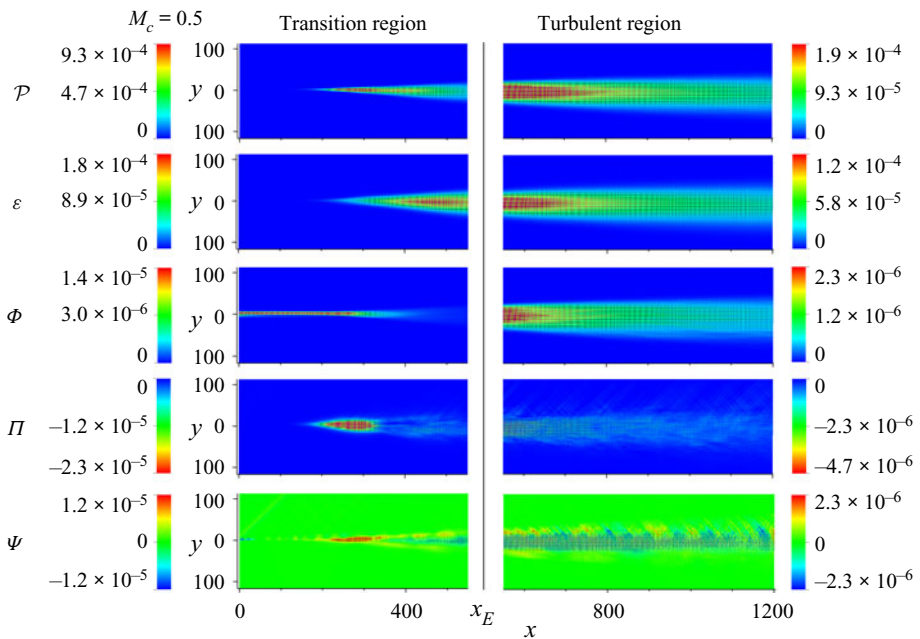 M_c = 0.5 Transition region Turbulent region
9.3 × 10⁻⁴ 100 1.9 × 10⁻⁴
𝒫 4.7 × 10⁻⁴ y 0 9.3 × 10⁻⁵
0 100 0
1.8 × 10⁻⁴ 100 1.2 × 10⁻⁴
ε 8.9 × 10⁻⁵ y 0 5.8 × 10⁻⁵
0 100 0
1.4 × 10⁻⁵ 100 2.3 × 10⁻⁶
Φ 3.0 × 10⁻⁶ y 0 1.2 × 10⁻⁶
0 100 0
0 100 0
Π −1.2 × 10⁻⁵ y 0 −2.3 × 10⁻⁶
−2.3 × 10⁻⁵ 100 −4.7 × 10⁻⁶
1.2 × 10⁻⁵ 100 2.3 × 10⁻⁶
Ψ 0 y 0 0
−1.2 × 10⁻⁵ 100 −2.3 × 10⁻⁶
0 400 x_E 800 1200
x